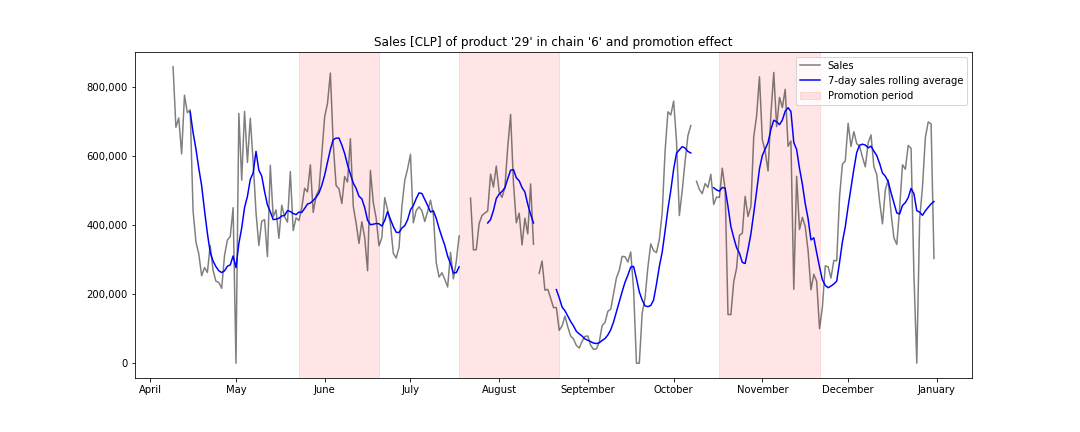 Sales [CLP] of product '29' in chain '6' and promotion effect
Sales
7-day sales rolling average
Promotion period
800,000
600,000
400,000
200,000
0
April May June July August September October November December January